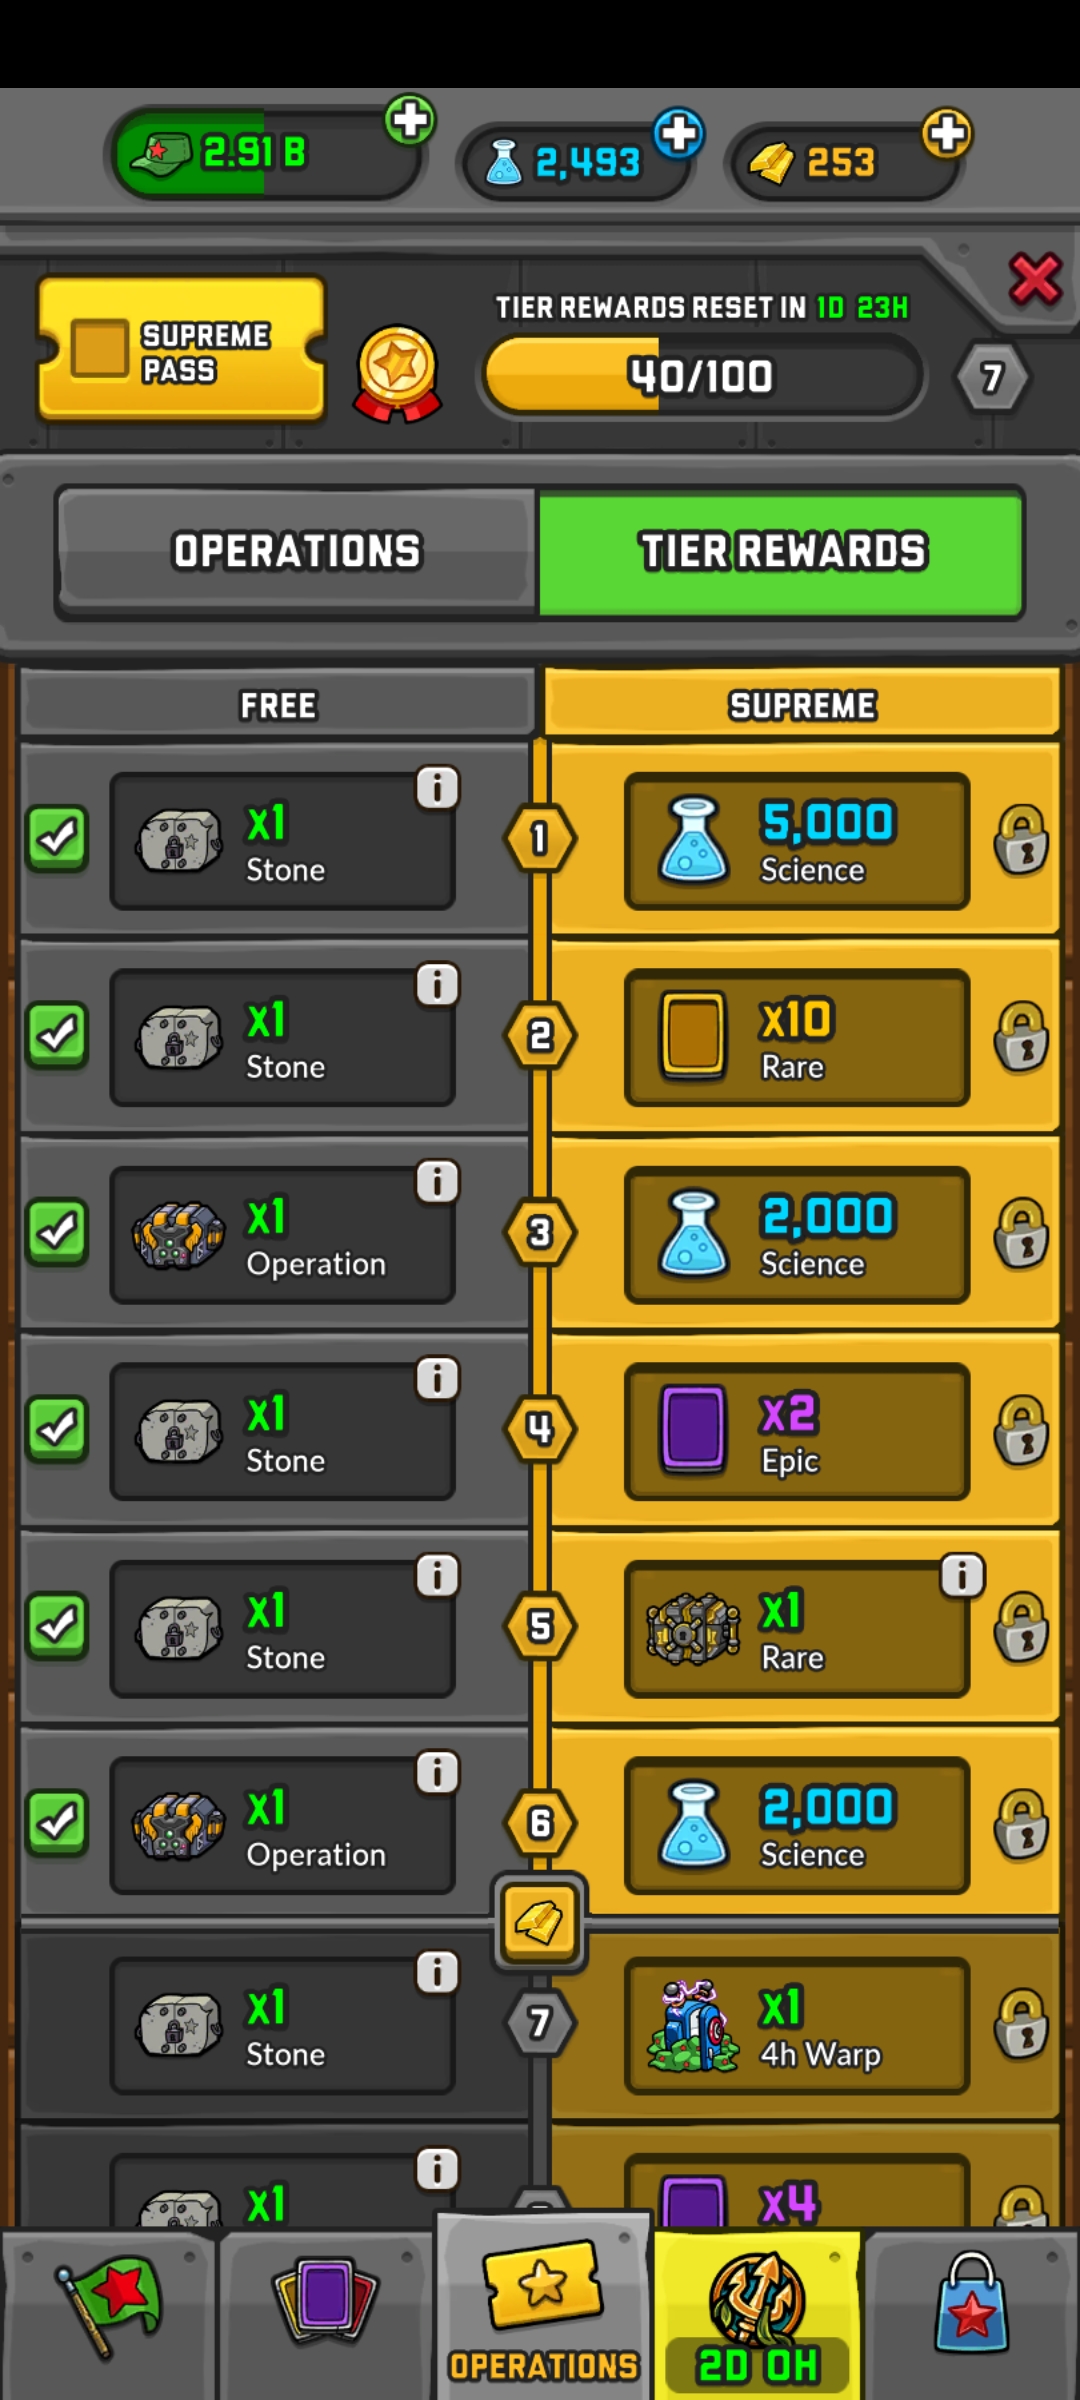 2.91 B
2,493
253
SUPREME
PASS
TIER REWARDS RESET IN 1D 23H
40/100
7
OPERATIONS
TIER REWARDS
FREE
SUPREME
x1
Stone
1
5,000
Science
x1
Stone
2
x10
Rare
x1
Operation
3
2,000
Science
x1
Stone
4
x2
Epic
x1
Stone
5
x1
Rare
x1
Operation
6
2,000
Science
x1
Stone
7
x1
4h Warp
x1
x4
OPERATIONS
2D 0H